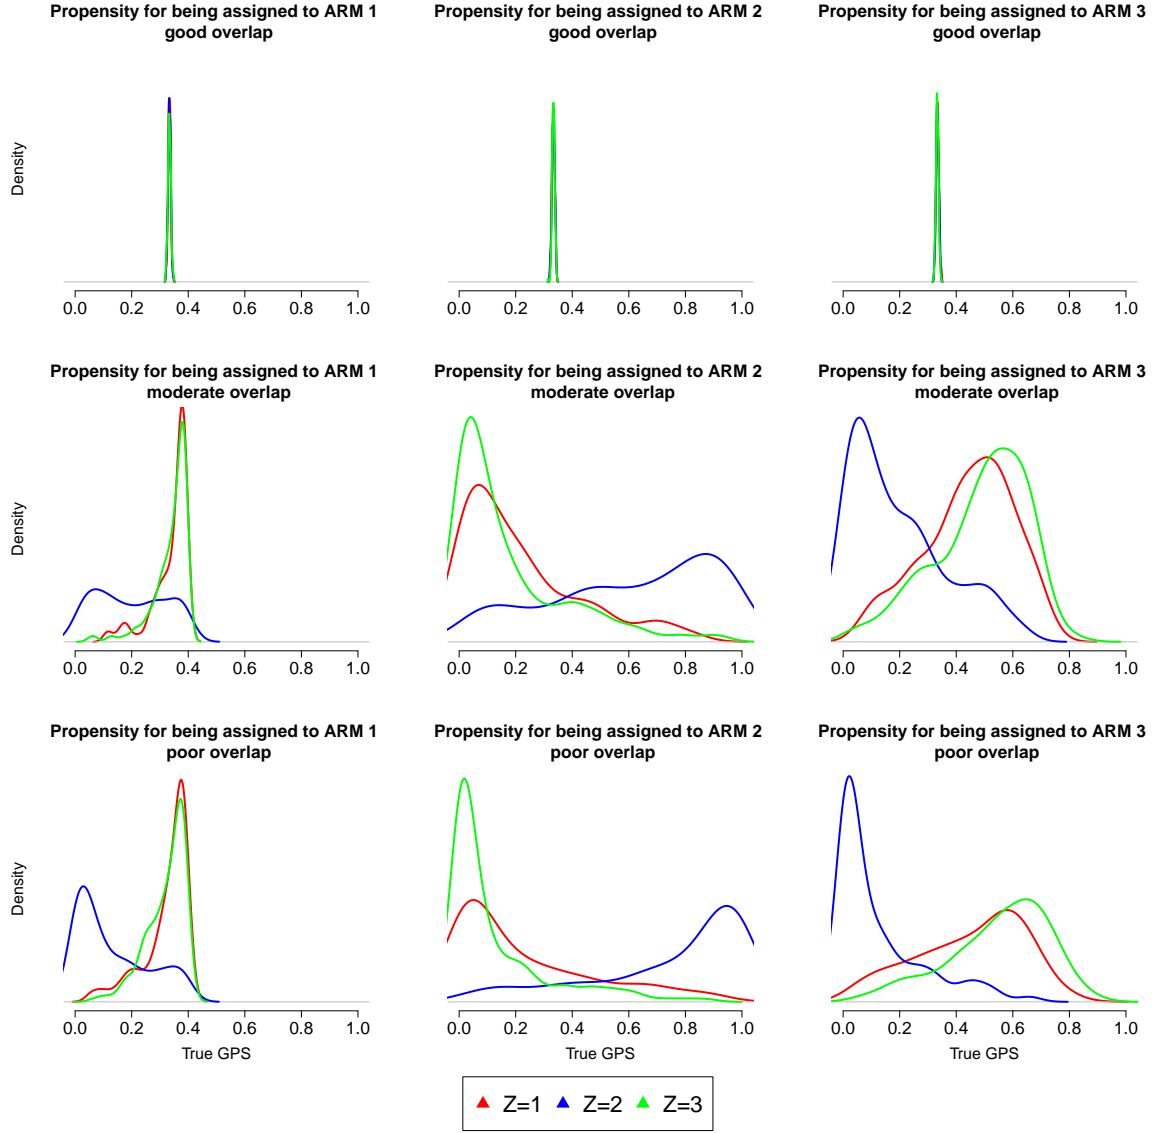 Propensity for being assigned to ARM 1
good overlap
Propensity for being assigned to ARM 2
good overlap
Propensity for being assigned to ARM 3
good overlap
Density
0.0 0.2 0.4 0.6 0.8 1.0
0.0 0.2 0.4 0.6 0.8 1.0
0.0 0.2 0.4 0.6 0.8 1.0
Propensity for being assigned to ARM 1
moderate overlap
Propensity for being assigned to ARM 2
moderate overlap
Propensity for being assigned to ARM 3
moderate overlap
Density
0.0 0.2 0.4 0.6 0.8 1.0
0.0 0.2 0.4 0.6 0.8 1.0
0.0 0.2 0.4 0.6 0.8 1.0
Propensity for being assigned to ARM 1
poor overlap
Propensity for being assigned to ARM 2
poor overlap
Propensity for being assigned to ARM 3
poor overlap
Density
0.0 0.2 0.4 0.6 0.8 1.0
0.0 0.2 0.4 0.6 0.8 1.0
0.0 0.2 0.4 0.6 0.8 1.0
True GPS
True GPS
True GPS
Z=1 Z=2 Z=3